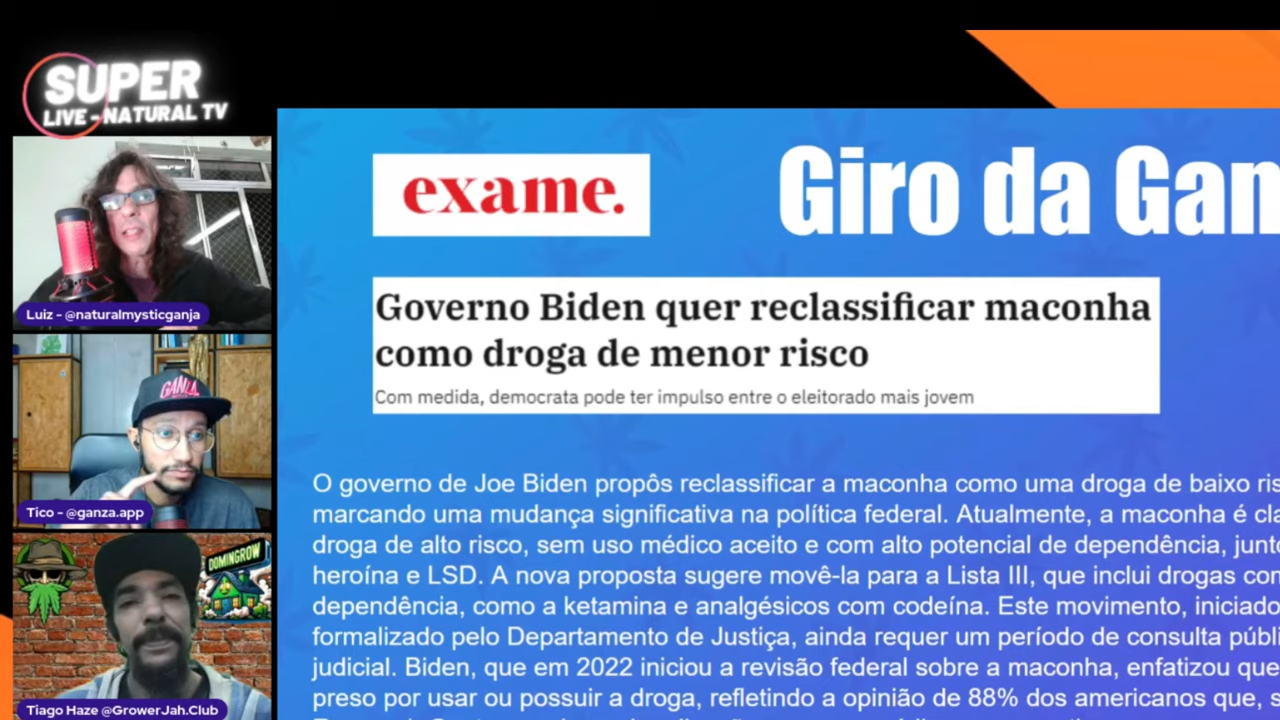 SUPER
LIVE - NATURAL TV
exame.
Giro da Gan
Governo Biden quer reclassificar maconha
como droga de menor risco
Com medida, democrata pode ter impulso entre o eleitorado mais jovem
Luiz - @naturalmysticganja
GANZA
Tico - @ganza.app
DOMINGROW
Tiago Haze @GrowerJah.Club
O governo de Joe Biden propôs reclassificar a maconha como uma droga de baixo ris
marcando uma mudança significativa na política federal. Atualmente, a maconha é cla
droga de alto risco, sem uso médico aceito e com alto potencial de dependência, junto
heroína e LSD. A nova proposta sugere movê-la para a Lista III, que inclui drogas com
dependência, como a ketamina e analgésicos com codeína. Este movimento, iniciado
formalizado pelo Departamento de Justiça, ainda requer um período de consulta públi
judicial. Biden, que em 2022 iniciou a revisão federal sobre a maconha, enfatizou que
preso por usar ou possuir a droga, refletindo a opinião de 88% dos americanos que, s